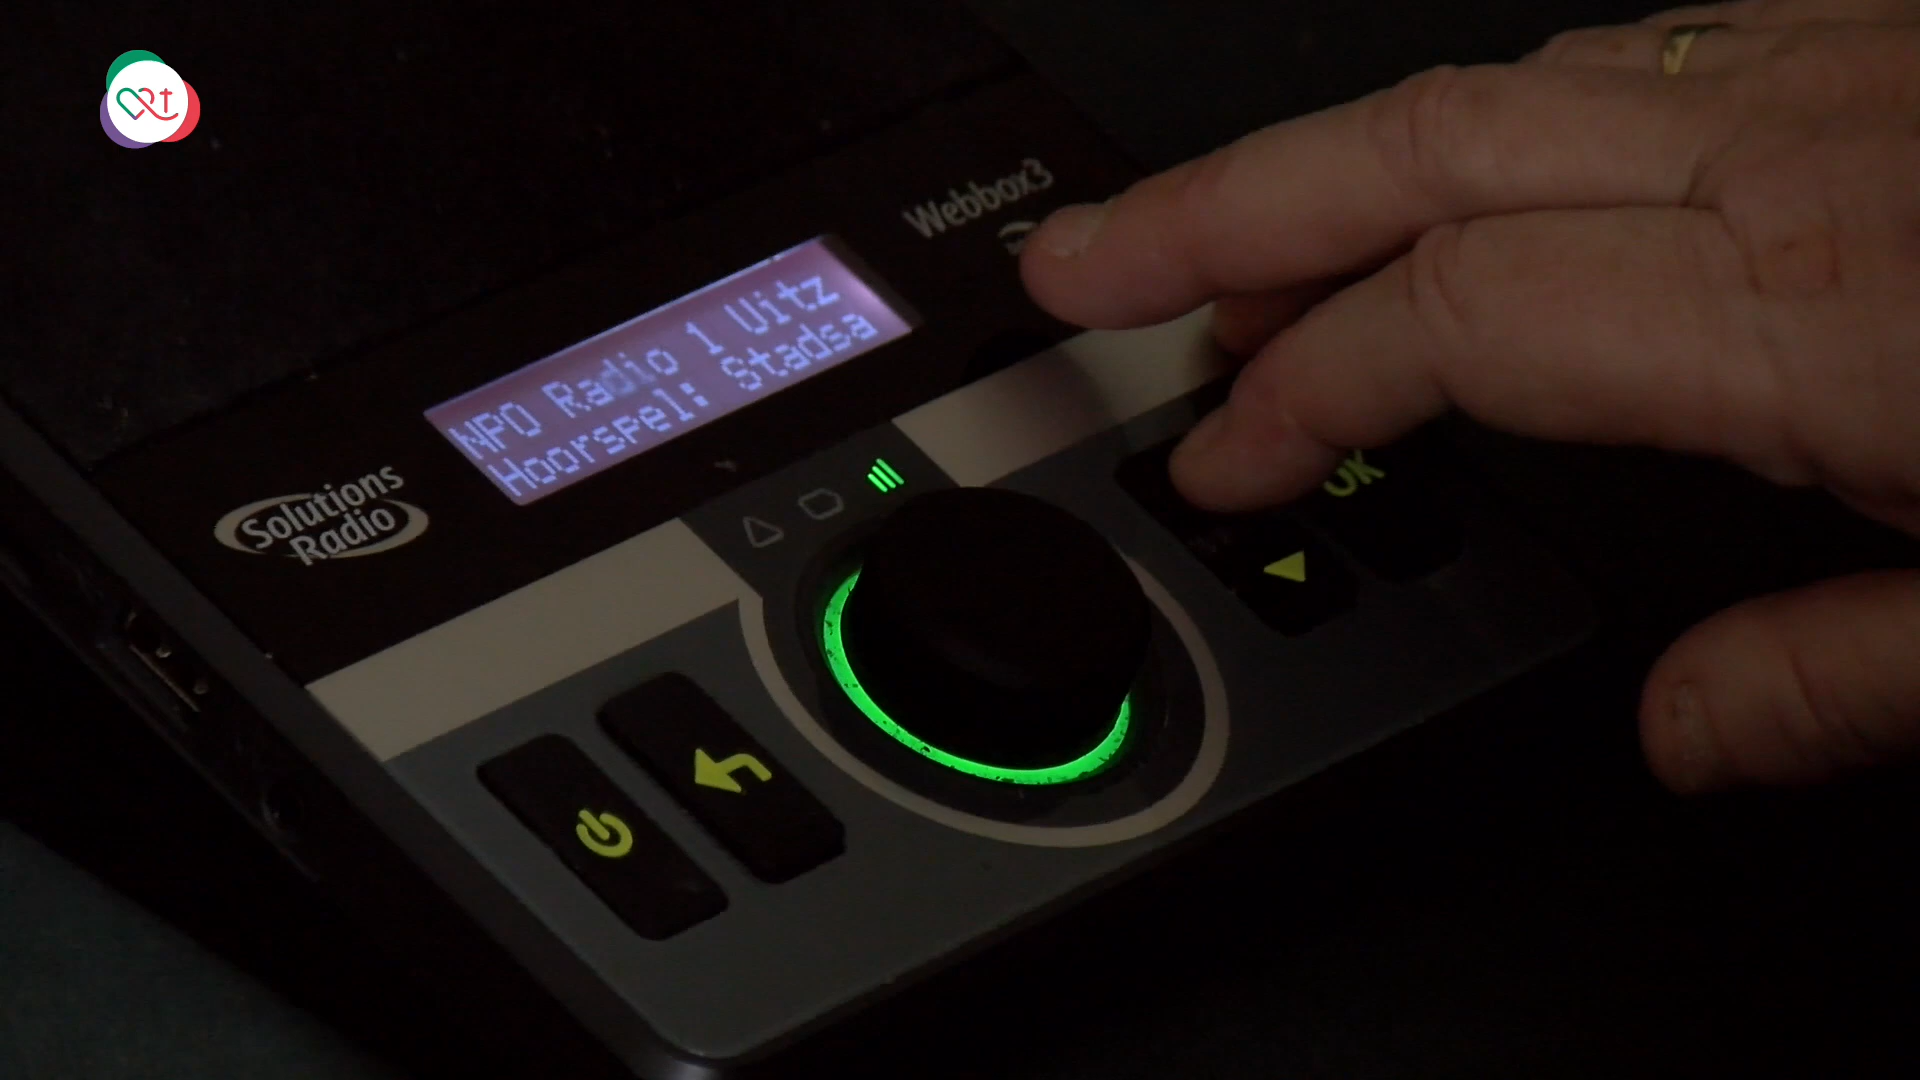 Webbox3
NPO Radio 1 Uitz
Hoorspel: Stadsa
Solutions
Radio
OK